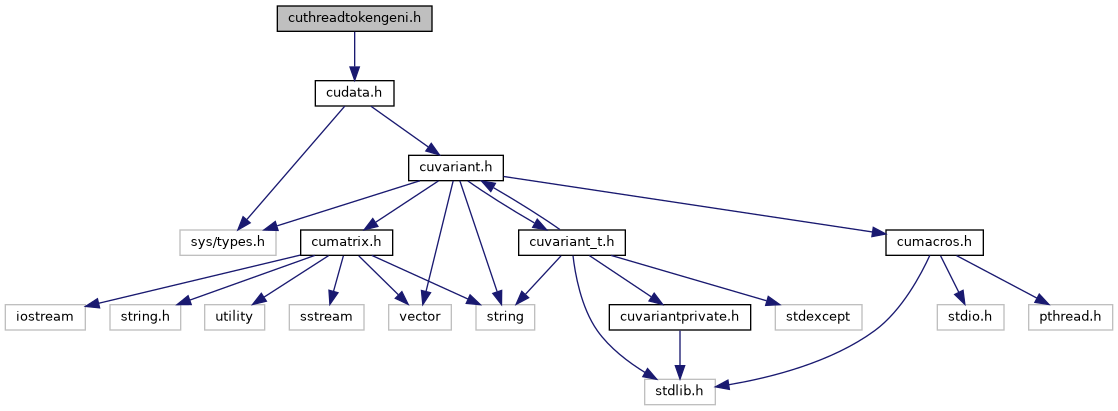 cuthreadtokengeni.h
cudata.h
cuvariant.h
sys/types.h
cumatrix.h
cuvariant_t.h
cumacros.h
iostream
string.h
utility
sstream
vector
string
cuvariantprivate.h
stdexcept
stdio.h
pthread.h
stdlib.h